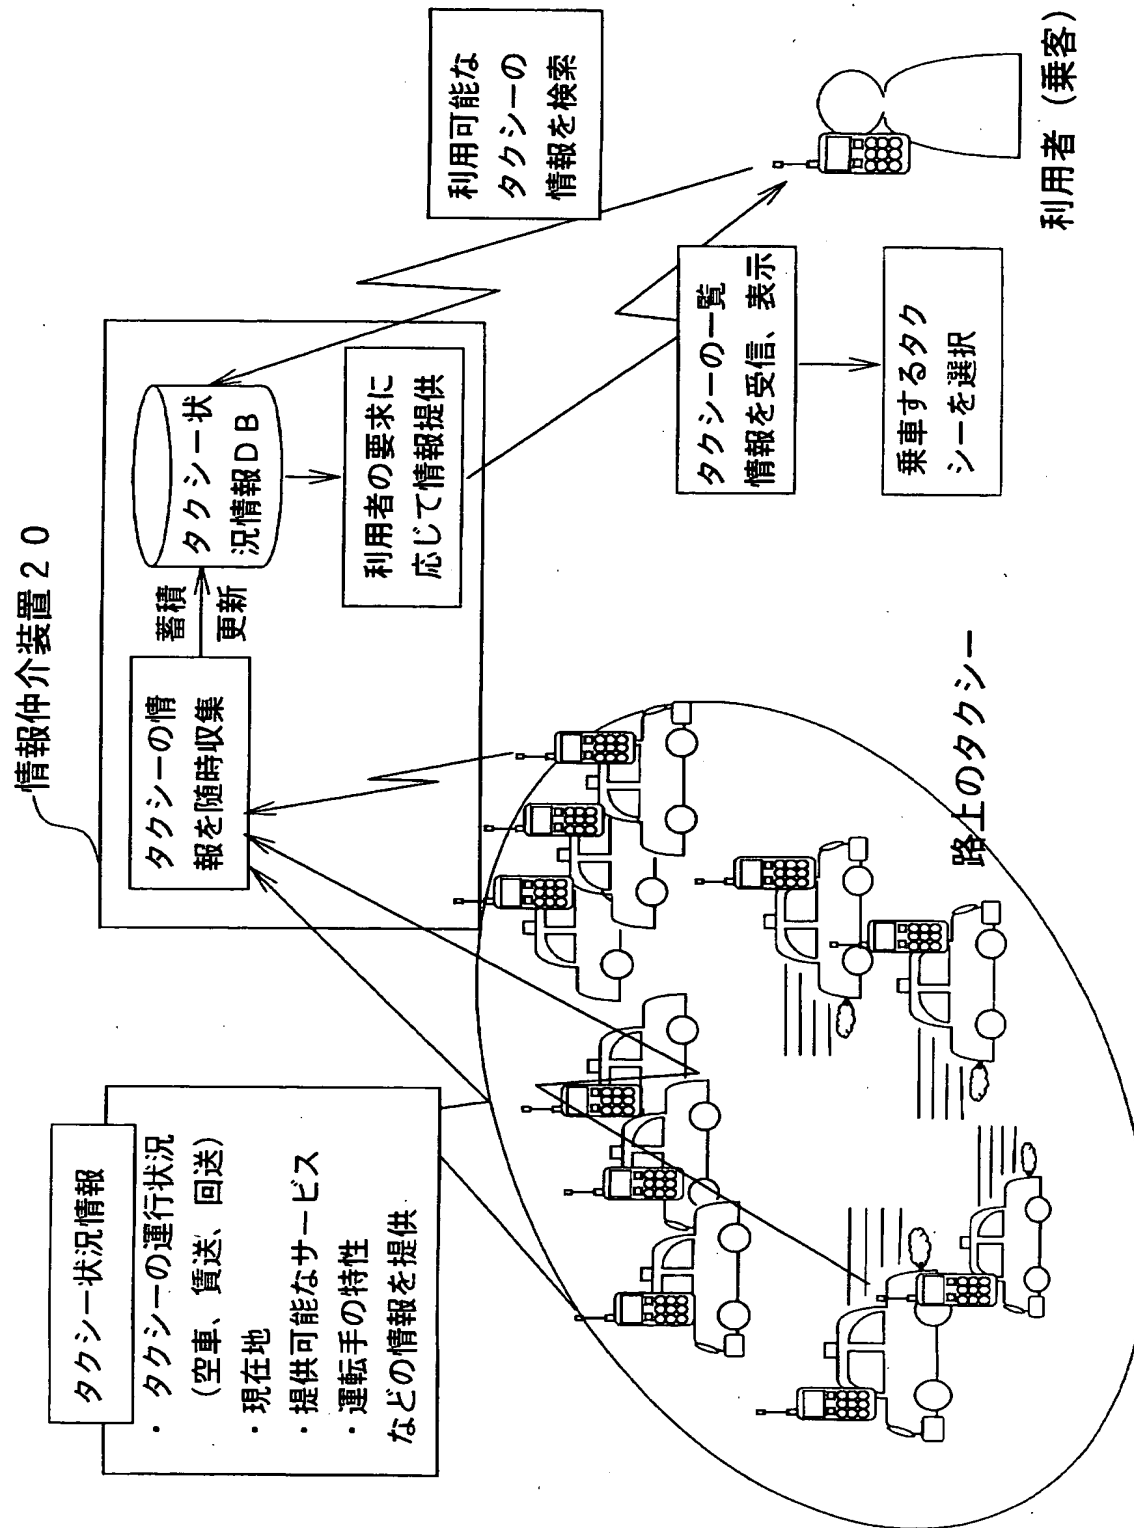 情報仲介装置20
タクシー状況情報
・タクシーの運行状況
(空車、賃送、回送)
・現在地
・提供可能なサービス
・運転手の特性
などの情報を提供
タクシーの情
報を随時収集
蓄積
更新
タクシー状
況情報DB
利用者の要求に
応じて情報提供
利用可能な
タクシーの
情報を検索
タクシーの一覧
情報を受信、表示
乗車するタク
シーを選択
路上のタクシー
利用者(乗客)